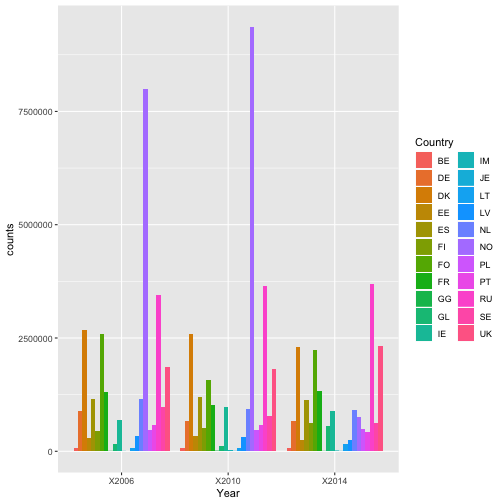 7500000
5000000
2500000
0
counts
X2006 X2010 X2014
Year
Country
BE IM
DE JE
DK LT
EE LV
ES NL
FI NO
FO PL
FR PT
GG RU
GL SE
IE UK